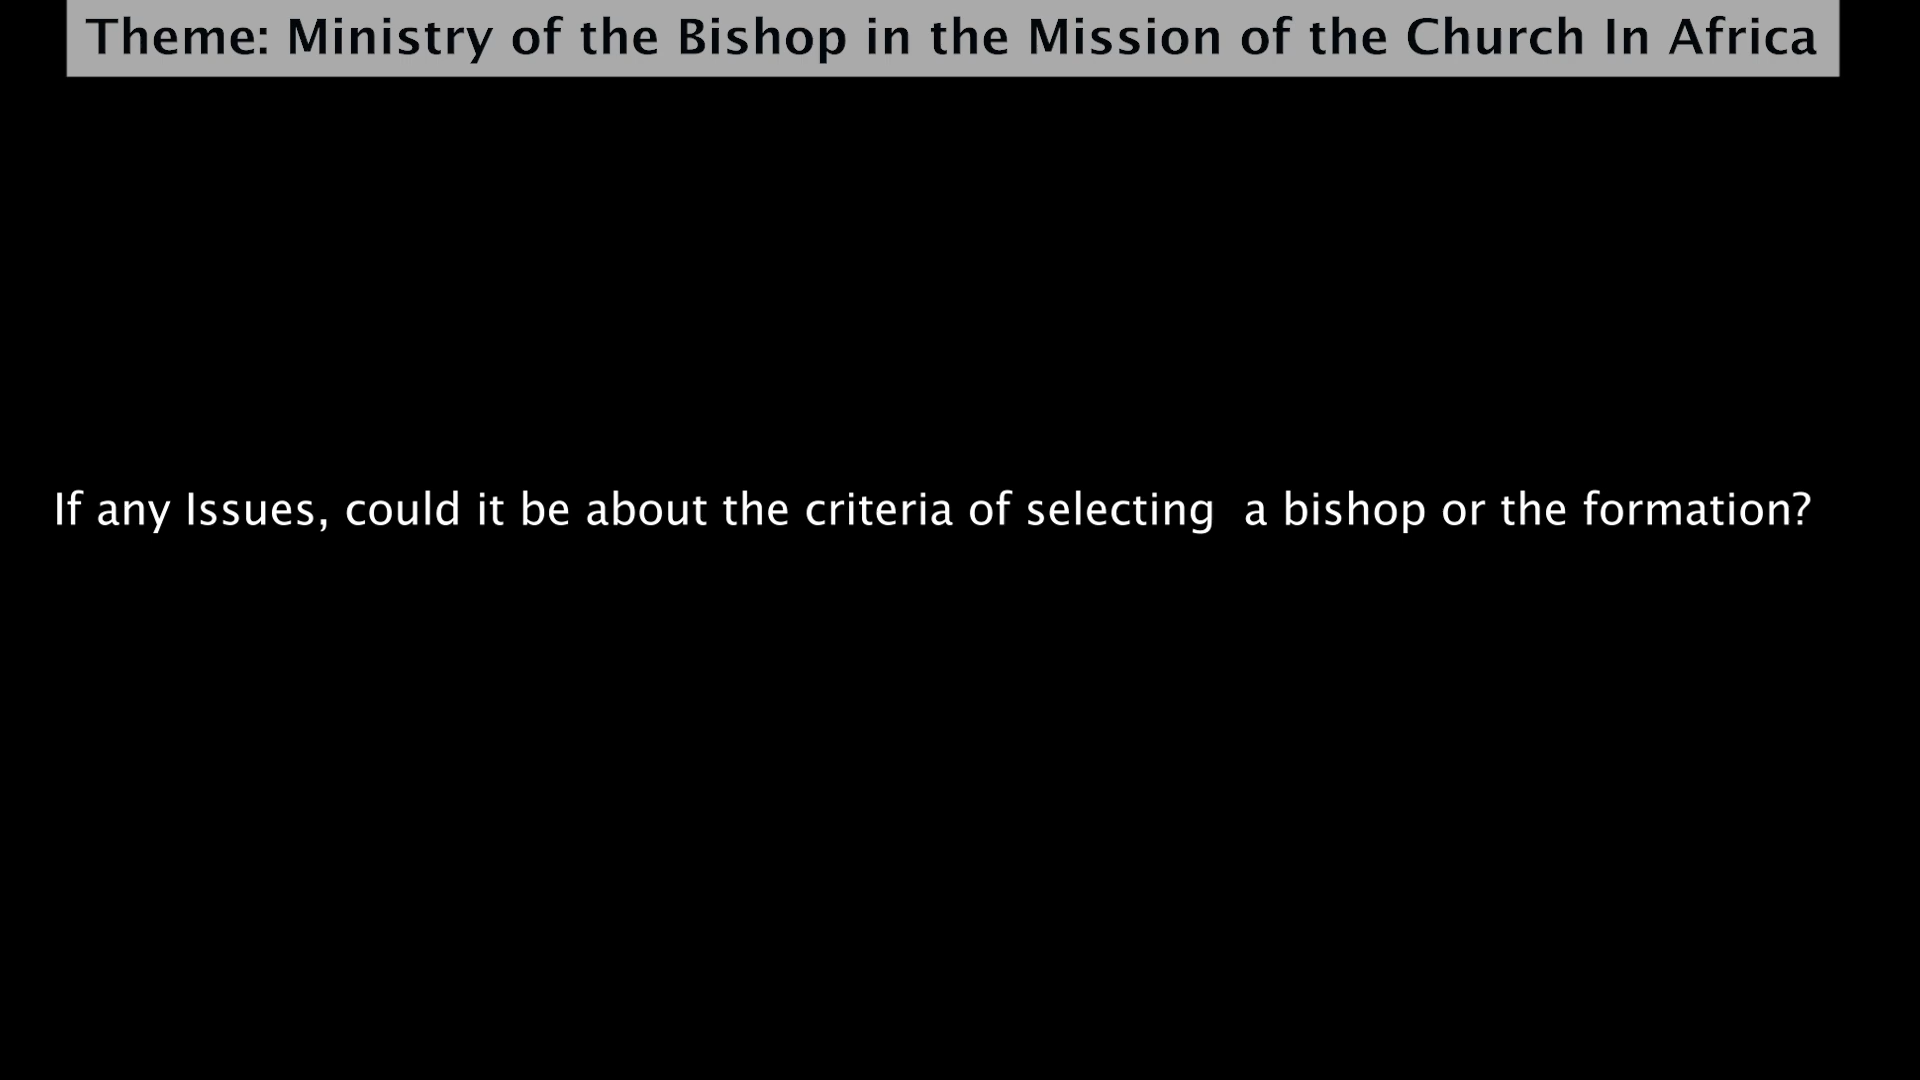 Theme: Ministry of the Bishop in the Mission of the Church In Africa
If any Issues, could it be about the criteria of selecting  a bishop or the formation?